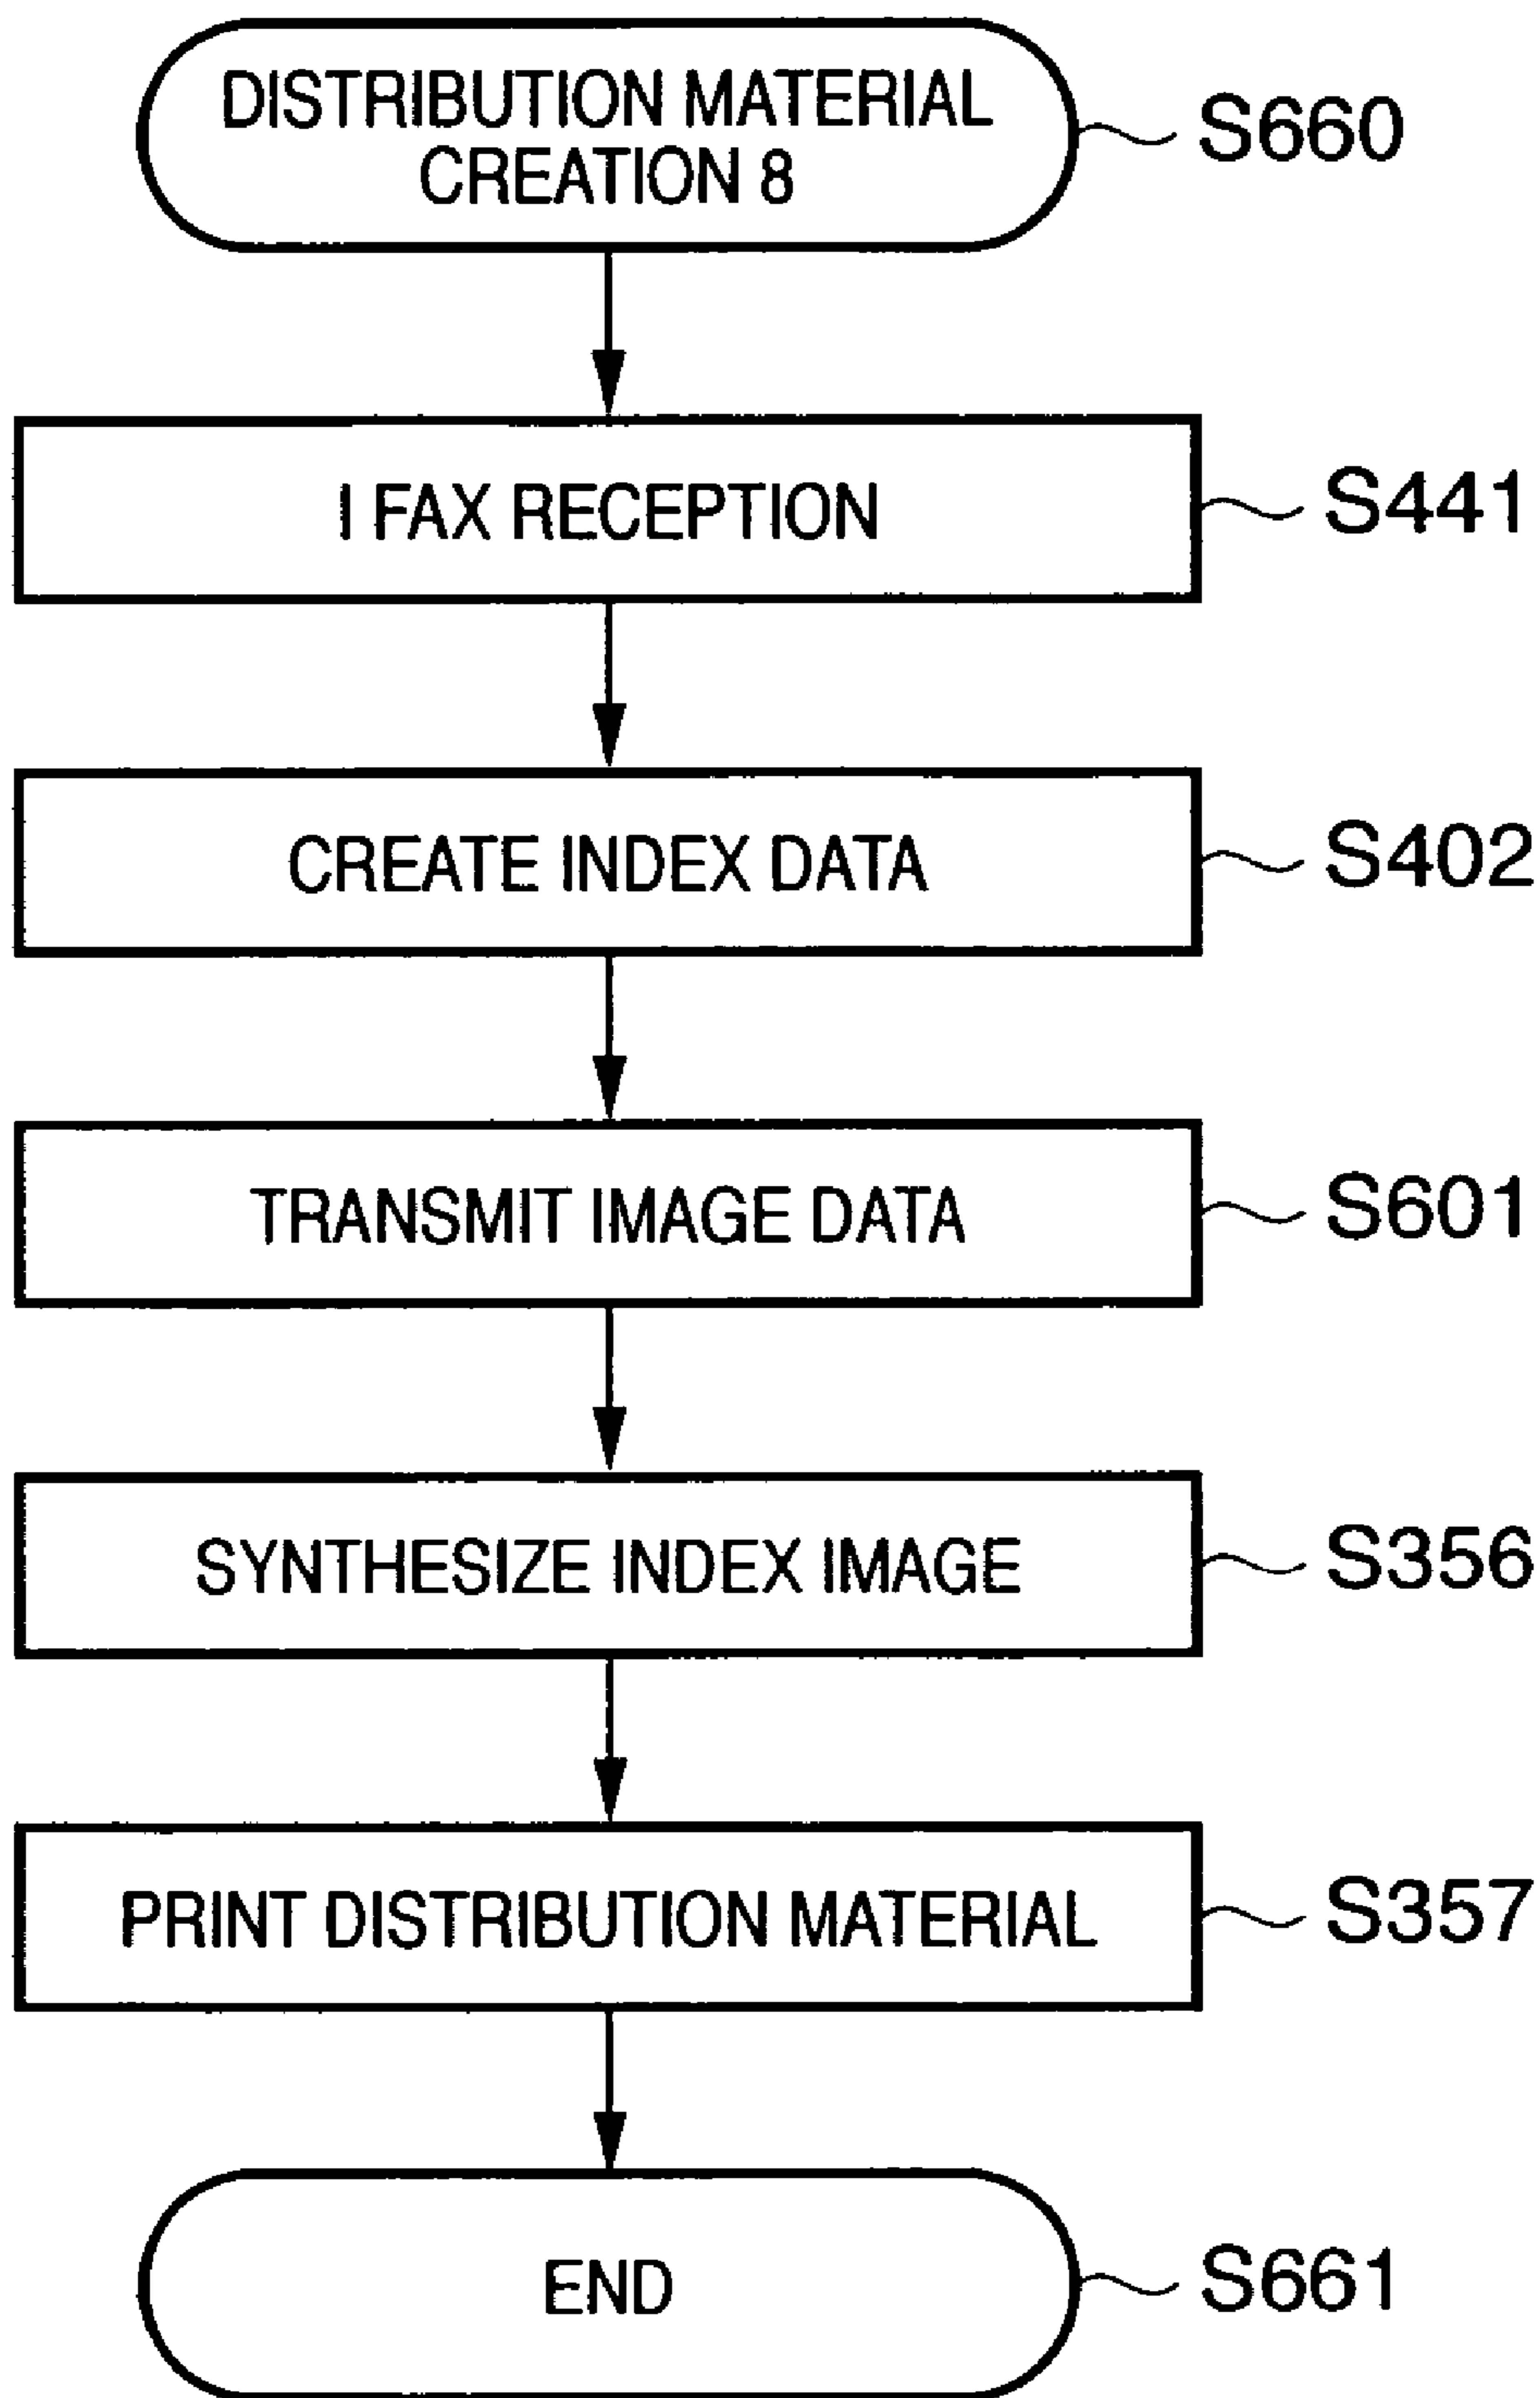 DISTRIBUTION MATERIAL
CREATION 8
S660
I FAX RECEPTION
S441
CREATE INDEX DATA
S402
TRANSMIT IMAGE DATA
S601
SYNTHESIZE INDEX IMAGE
S356
PRINT DISTRIBUTION MATERIAL
S357
END
S661